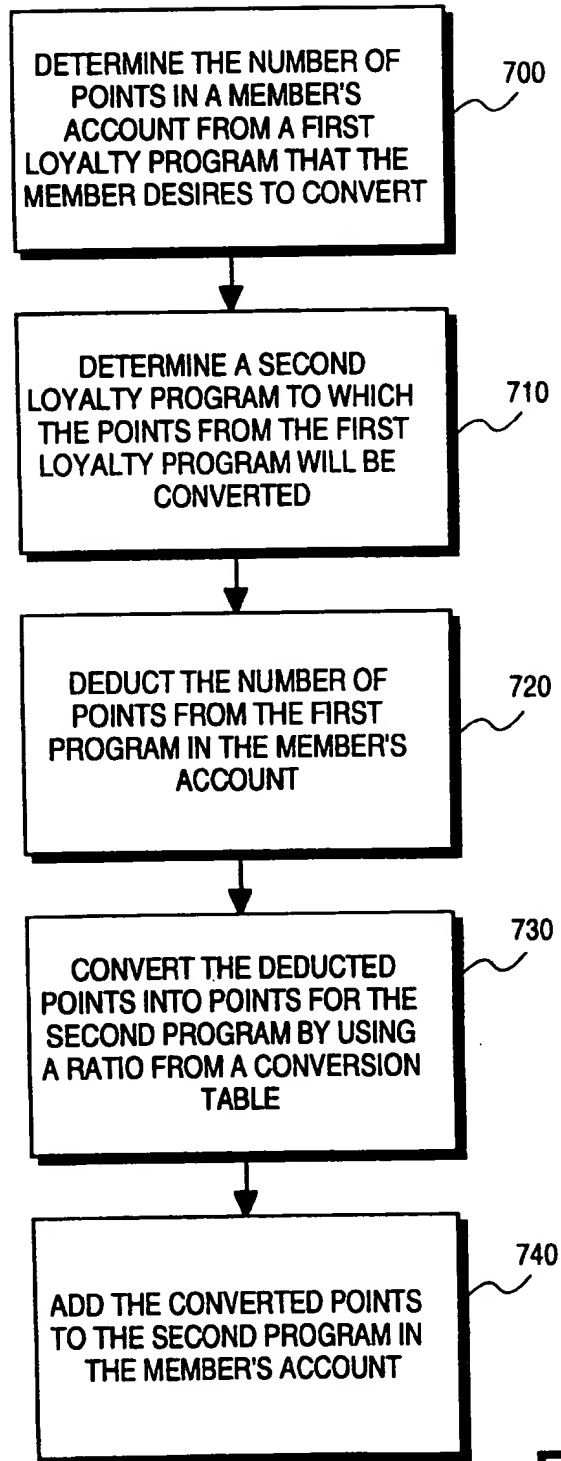 DETERMINE THE NUMBER OF
POINTS IN A MEMBER'S
ACCOUNT FROM A FIRST
LOYALTY PROGRAM THAT THE
MEMBER DESIRES TO CONVERT
700
DETERMINE A SECOND
LOYALTY PROGRAM TO WHICH
THE POINTS FROM THE FIRST
LOYALTY PROGRAM WILL BE
CONVERTED
710
DEDUCT THE NUMBER OF
POINTS FROM THE FIRST
PROGRAM IN THE MEMBER'S
ACCOUNT
720
CONVERT THE DEDUCTED
POINTS INTO POINTS FOR THE
SECOND PROGRAM BY USING
A RATIO FROM A CONVERSION
TABLE
730
ADD THE CONVERTED POINTS
TO THE SECOND PROGRAM IN
THE MEMBER'S ACCOUNT
740